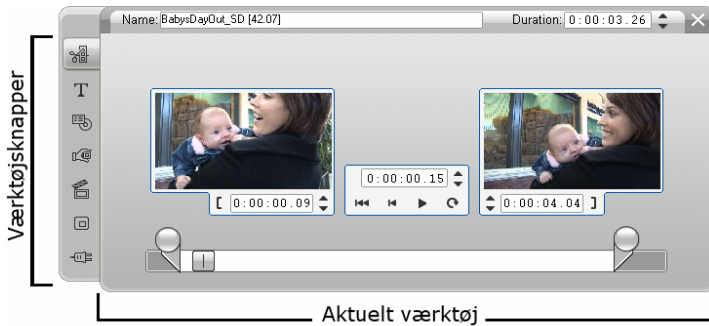 Name: BabysDayOut_SD [42.07]
Duration: 0:00:03.26
Værktøjsknapper
T
0:00:00.15
[ 0:00:00.09
0:00:04.04 ]
Aktuelt værktøj